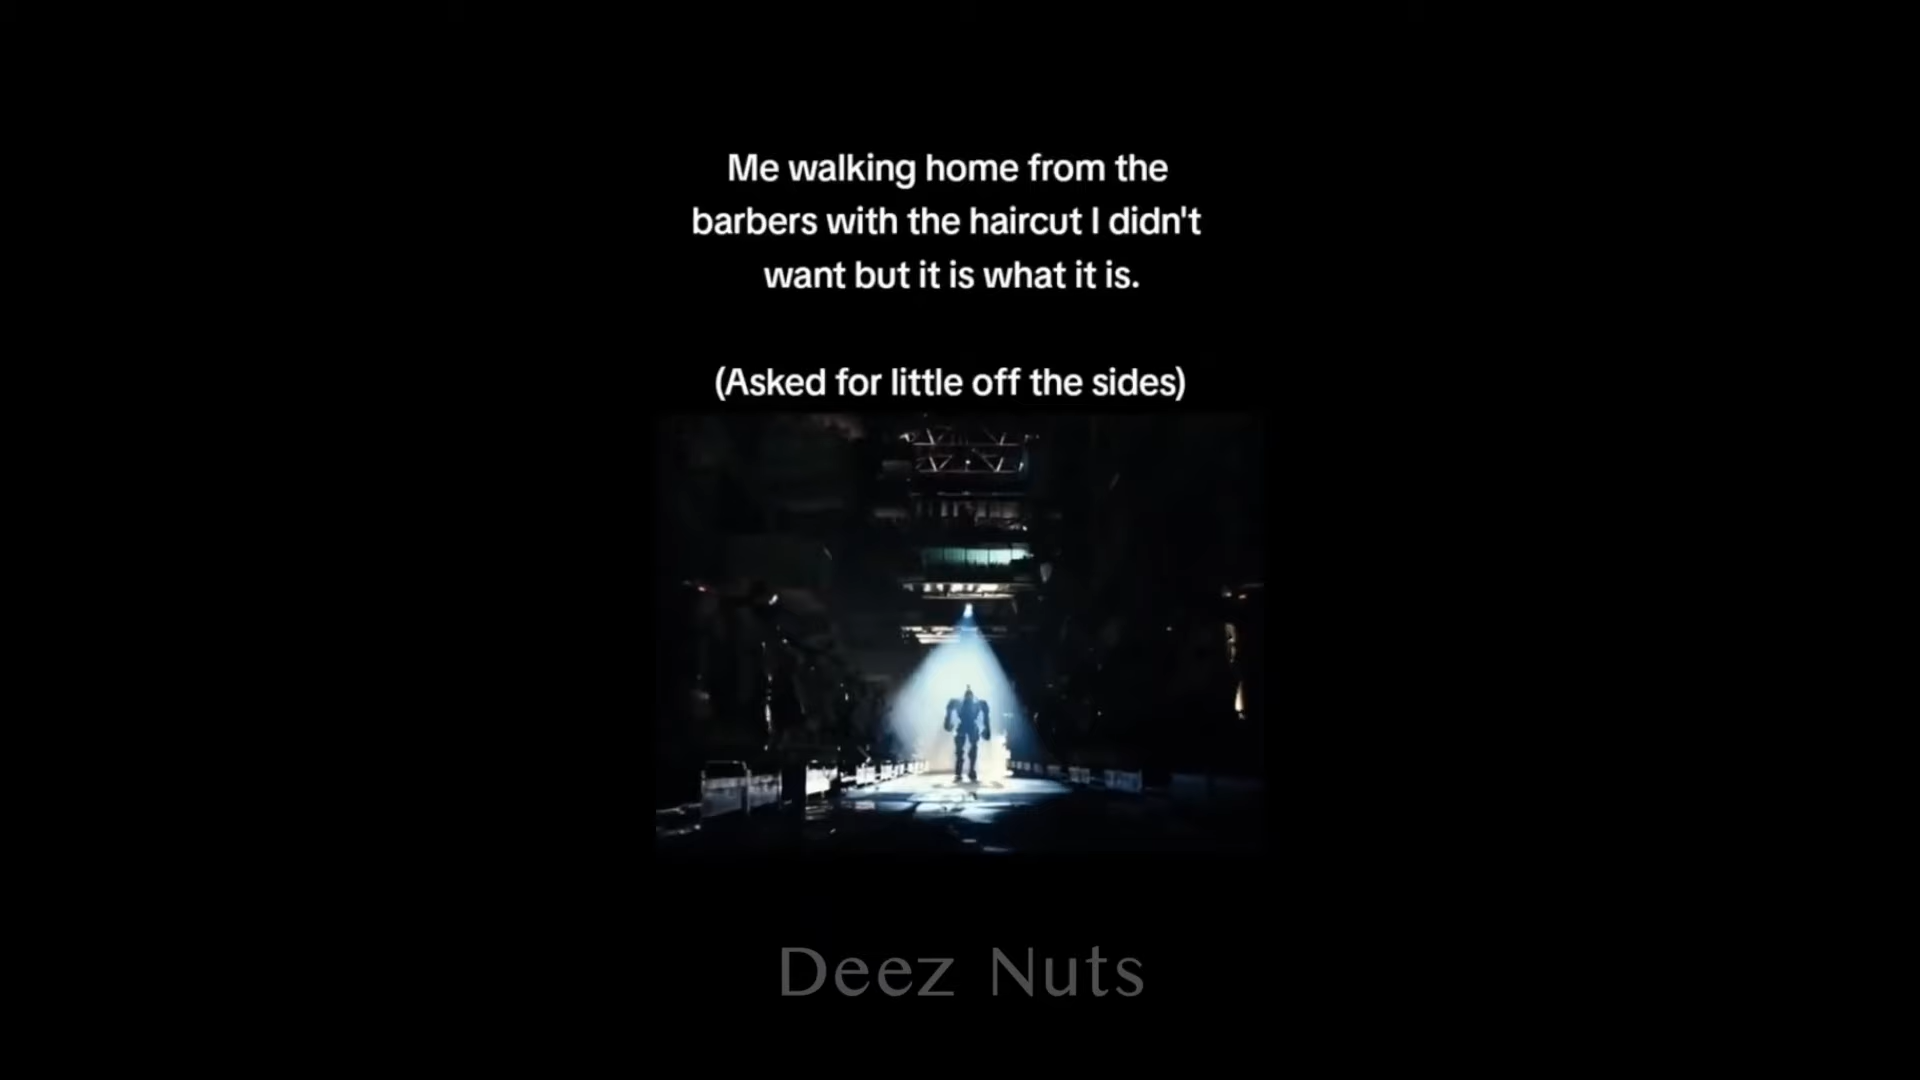 Me walking home from the
barbers with the haircut I didn't
want but it is what it is.
(Asked for little off the sides)
Deez Nuts